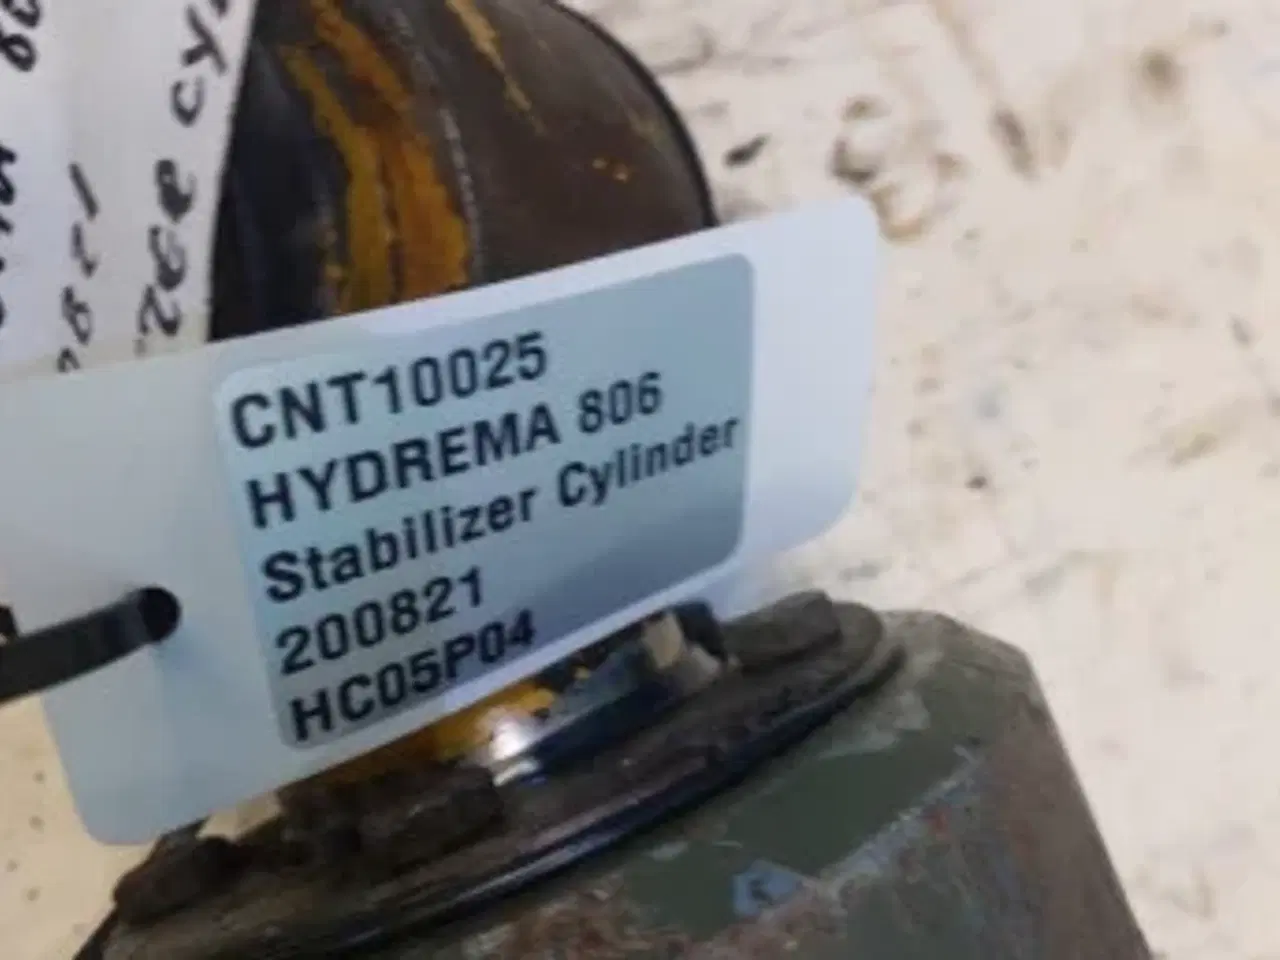 CNT10025
HYDREMA 806
Stabilizer Cylinder
200821
HC05P04